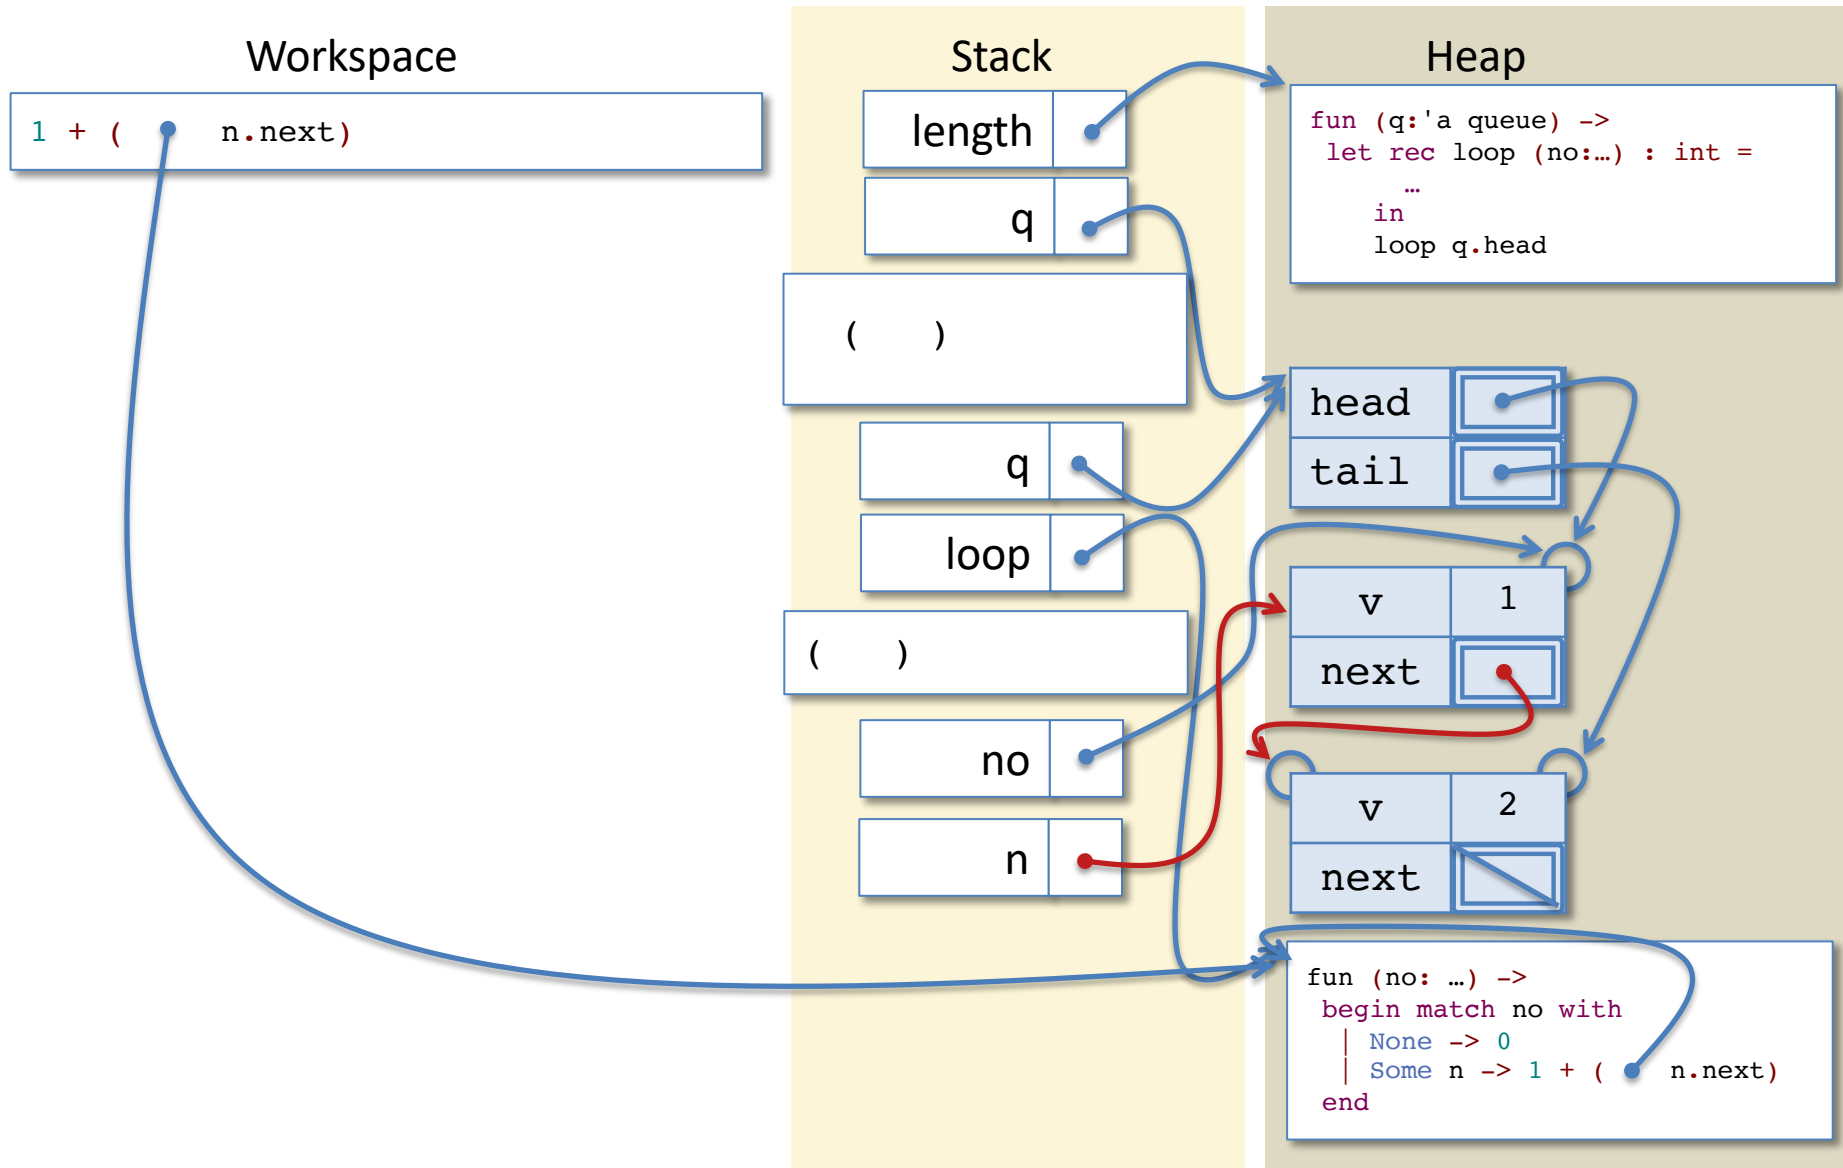 Workspace
1 + ( n.next)
Stack
length
q
( )
q
loop
( )
no
n
Heap
fun (q:'a queue) ->
let rec loop (no:…) : int =
…
in
loop q.head
head
tail
v 1
next
v 2
next
fun (no: …) ->
begin match no with
| None -> 0
| Some n -> 1 + ( n.next)
end